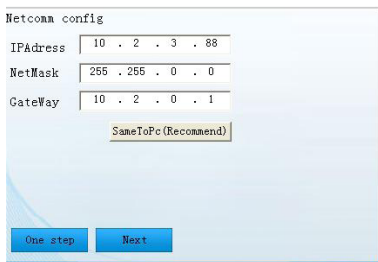 Netcomm config
IPAdress 10 . 2 . 3 . 88
NetMask 255 . 255 . 0 . 0
GateWay 10 . 2 . 0 . 1
SameToPc(Recommend)
One step Next